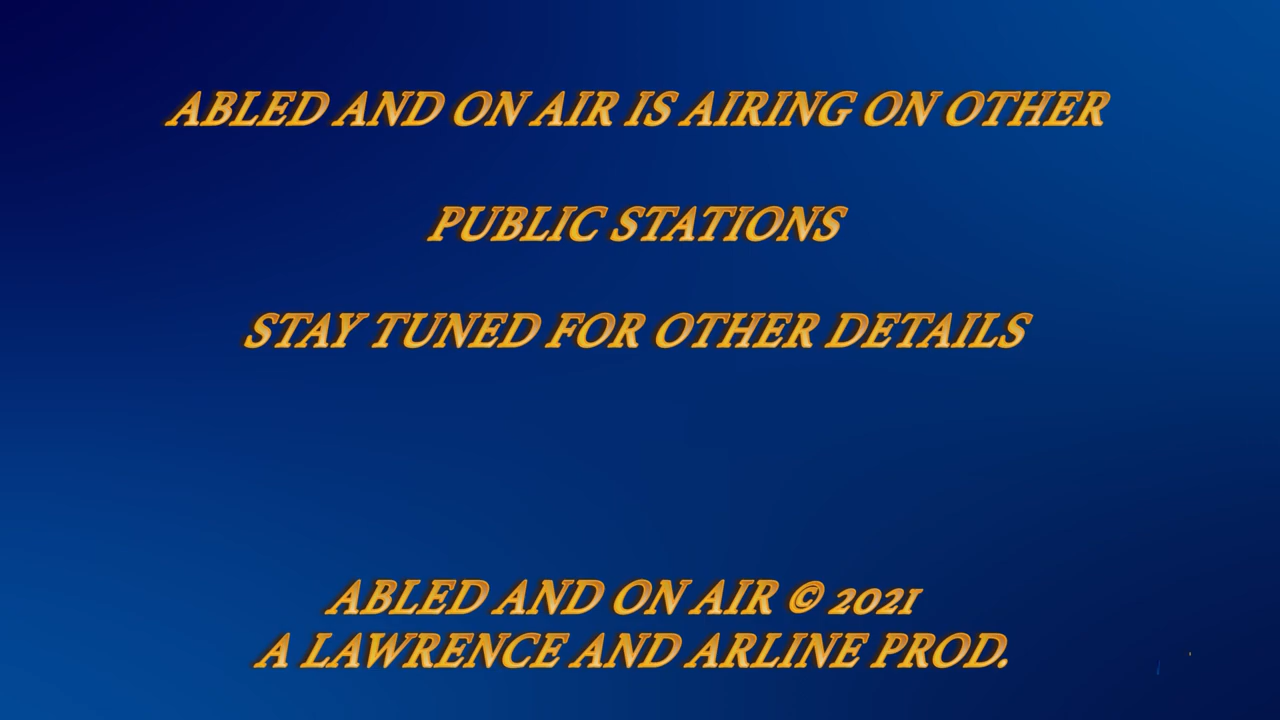 ABLED AND ON AIR IS AIRING ON OTHER
PUBLIC STATIONS
STAY TUNED FOR OTHER DETAILS
ABLED AND ON AIR © 2021
A LAWRENCE AND ARLINE PROD.